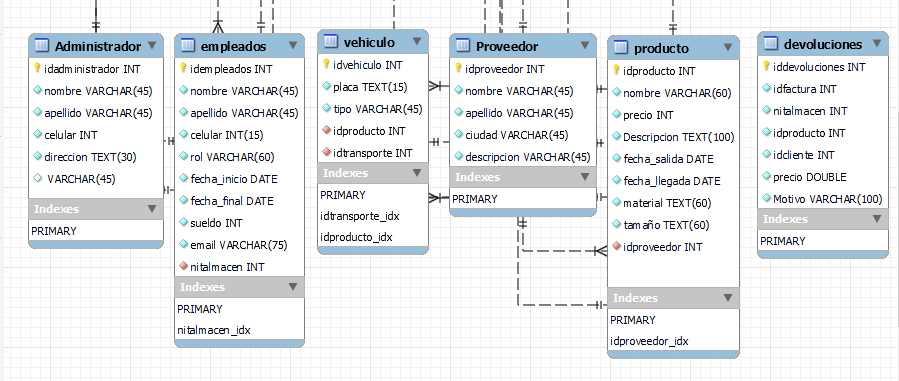 Administrador
idadministrador INT
nombre VARCHAR(45)
apellido VARCHAR(45)
celular INT
direccion TEXT(30)
VARCHAR(45)
Indexes
PRIMARY
empleados
idempleados INT
nombre VARCHAR(45)
apellido VARCHAR(45)
celular INT(15)
rol VARCHAR(60)
fecha_inicio DATE
fecha_final DATE
sueldo INT
email VARCHAR(75)
nitalmacen INT
Indexes
PRIMARY
nitalmacen_idx
vehiculo
idvehiculo INT
placa TEXT(15)
tipo VARCHAR(45)
idproducto INT
idtransporte INT
Indexes
PRIMARY
idtransporte_idx
idproducto_idx
Proveedor
idproveedor INT
nombre VARCHAR(45)
apellido VARCHAR(45)
ciudad VARCHAR(45)
descripcion VARCHAR(45)
Indexes
PRIMARY
producto
idproducto INT
nombre VARCHAR(60)
precio INT
Descripcion TEXT(100)
fecha_salida DATE
fecha_llegada DATE
material TEXT(60)
tamaño TEXT(60)
idproveedor INT
Indexes
PRIMARY
idproveedor_idx
devoluciones
iddevoluciones INT
idfactura INT
nitalmacen INT
idproducto INT
idcliente INT
precio DOUBLE
Motivo VARCHAR(100)
Indexes
PRIMARY